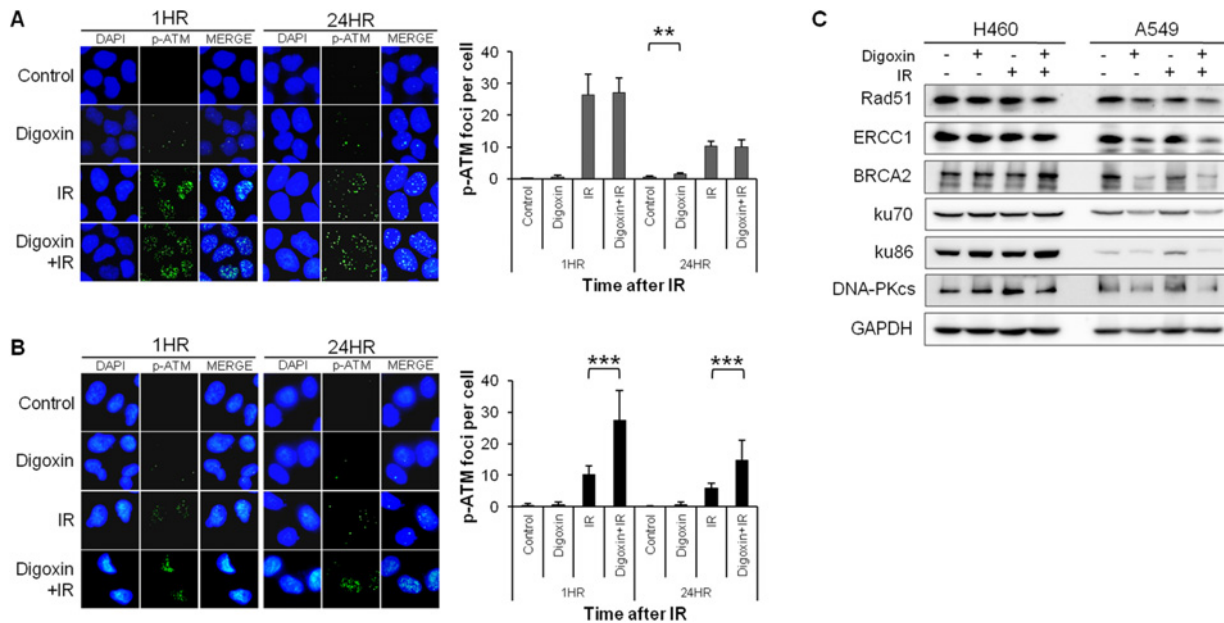 A
1HR 24HR
DAPI p-ATM MERGE DAPI p-ATM MERGE
Control
Digoxin
IR
Digoxin
+IR
p-ATM foci per cell
40
30
20
10
0
**
Control Digoxin IR Digoxin+IR Control Digoxin IR Digoxin+IR
1HR 24HR
Time after IR
B
1HR 24HR
DAPI p-ATM MERGE DAPI p-ATM MERGE
Control
Digoxin
IR
Digoxin
+IR
p-ATM foci per cell
40
30
20
10
0
*** ***
Control Digoxin IR Digoxin+IR Control Digoxin IR Digoxin+IR
1HR 24HR
Time after IR
C
H460 A549
Digoxin - + - + - + - +
IR - - + + - - + +
Rad51
ERCC1
BRCA2
ku70
ku86
DNA-PKcs
GAPDH